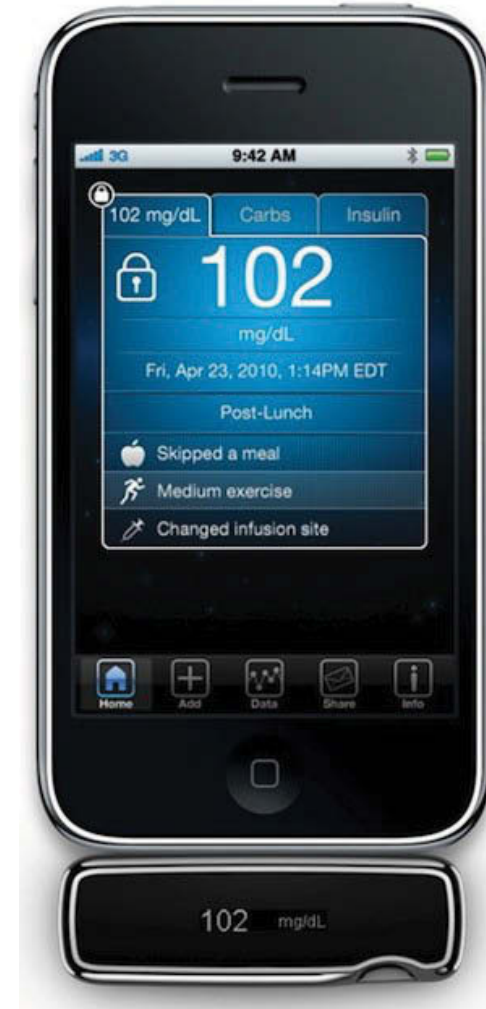 3G 9:42 AM
102 mg/dL Carbs Insulin
102
mg/dL
Fri, Apr 23, 2010, 1:14PM EDT
Post-Lunch
Skipped a meal
Medium exercise
Changed infusion site
Home Add Data Share Info
102 mg/dL